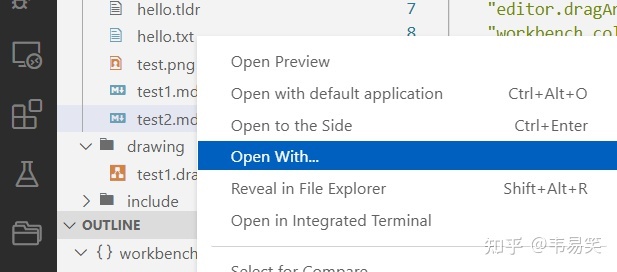 hello.tldr
7
"editor.dragAn
hello.txt
8
"workbench.col
test.png
Open Preview
test1.md
Open with default application Ctrl+Alt+O
test2.md
Open to the Side Ctrl+Enter
drawing
Open With...
test1.dra
Reveal in File Explorer Shift+Alt+R
include
Open in Integrated Terminal
OUTLINE
{ } workbench
Select for Compare
知乎 @韦易笑